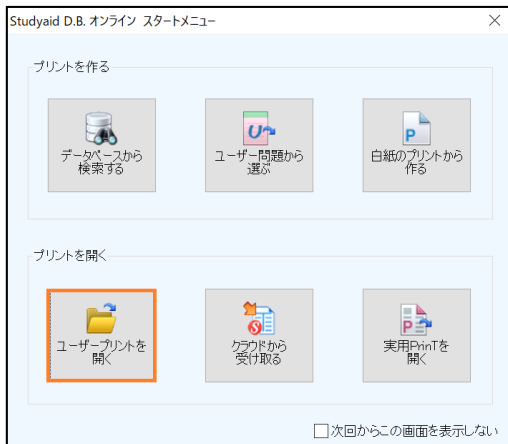 Studyaid D.B. オンライン スタートメニュー
プリントを作る
データベースから
検索する
ユーザー問題から
選ぶ
白紙のプリントから
作る
プリントを開く
ユーザープリントを
開く
クラウドから
受け取る
実用PrinTを
開く
次回からこの画面を表示しない